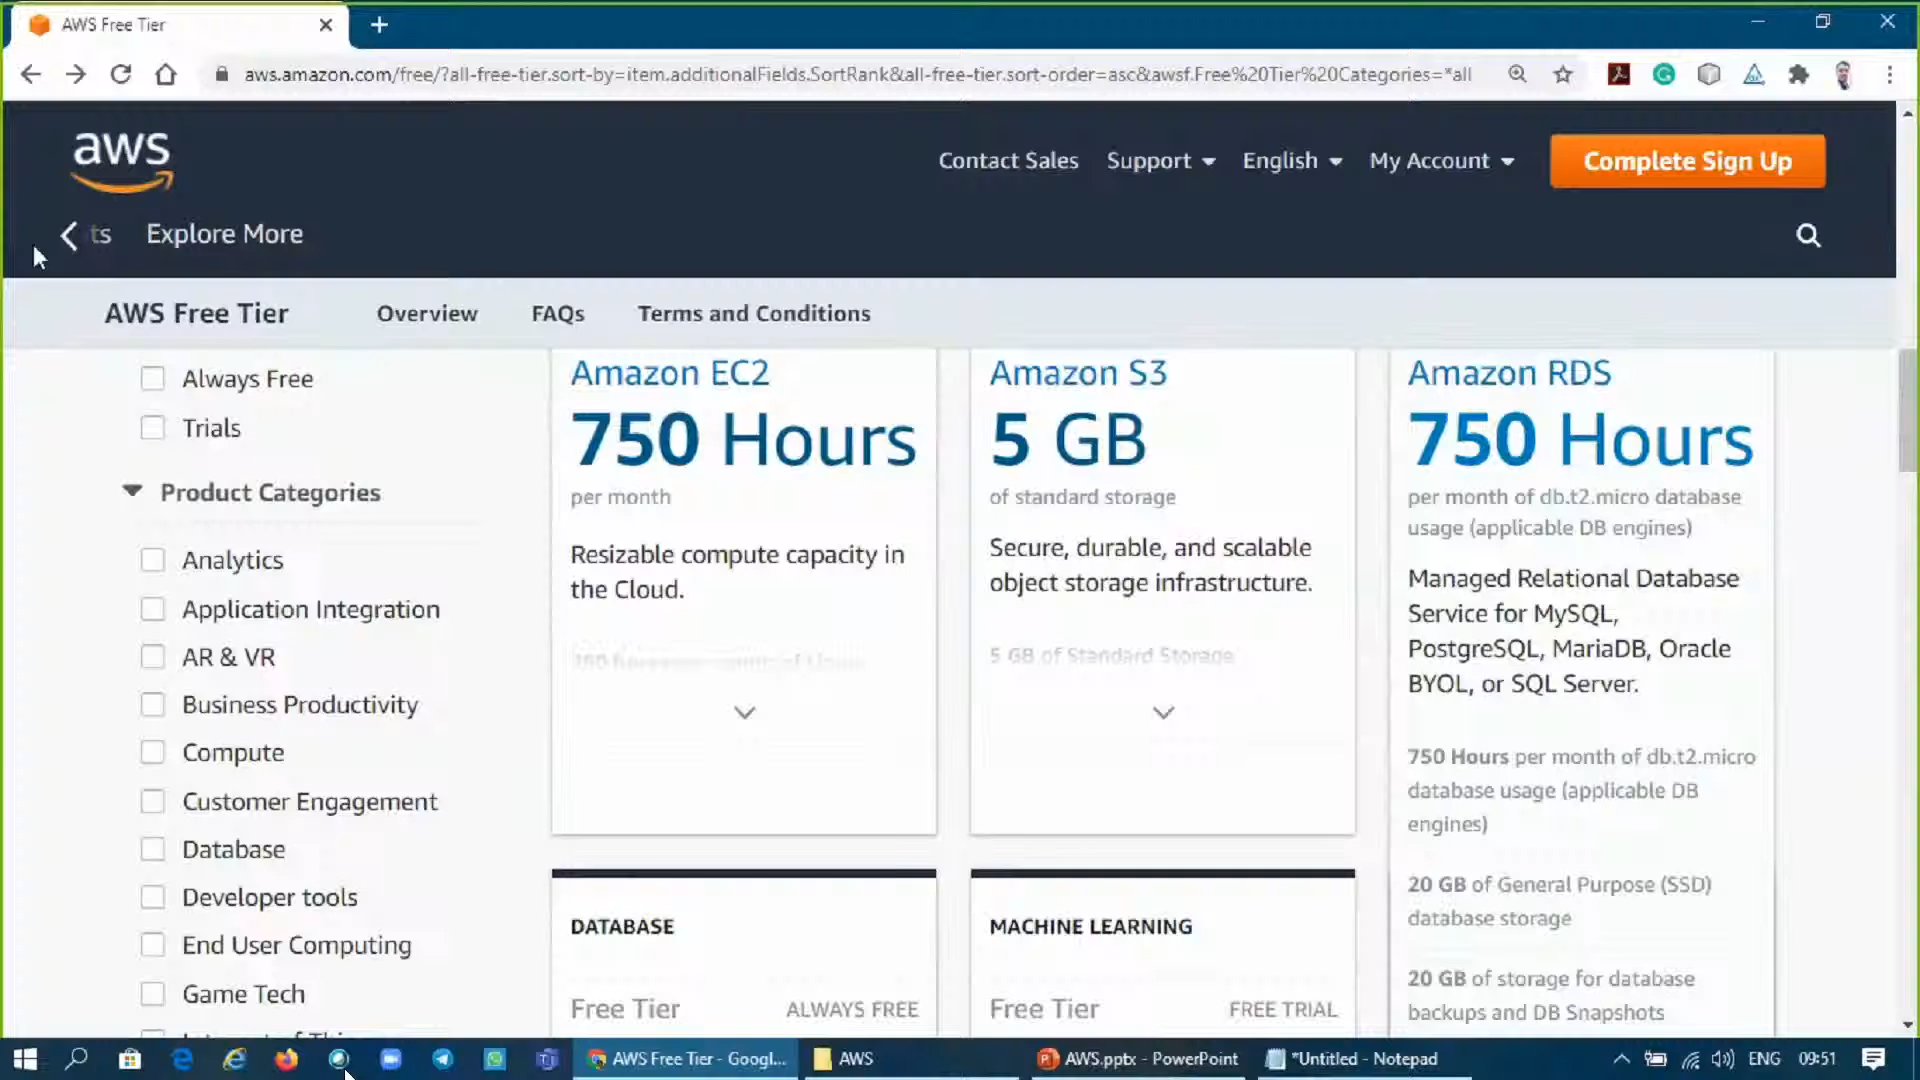 AWS Free Tier
aws.amazon.com/free/?all-free-tier.sort-by=item.additionalFields.SortRank&all-free-tier.sort-order=asc&awsf.Free%20Tier%20Categories=*all
aws
Contact Sales
Support
English
My Account
Complete Sign Up
ts
Explore More
AWS Free Tier
Overview
FAQs
Terms and Conditions
Always Free
Trials
Product Categories
Analytics
Application Integration
AR & VR
Business Productivity
Compute
Customer Engagement
Database
Developer tools
End User Computing
Game Tech
Amazon EC2
750 Hours
per month
Resizable compute capacity in
the Cloud.
Amazon S3
5 GB
of standard storage
Secure, durable, and scalable
object storage infrastructure.
5 GB of Standard Storage
Amazon RDS
750 Hours
per month of db.t2.micro database
usage (applicable DB engines)
Managed Relational Database
Service for MySQL,
PostgreSQL, MariaDB, Oracle
BYOL, or SQL Server.
750 Hours per month of db.t2.micro
database usage (applicable DB
engines)
20 GB of General Purpose (SSD)
database storage
20 GB of storage for database
backups and DB Snapshots
DATABASE
Free Tier
ALWAYS FREE
MACHINE LEARNING
Free Tier
FREE TRIAL
AWS Free Tier - Googl...
AWS
AWS.pptx - PowerPoint
*Untitled - Notepad
ENG
09:51